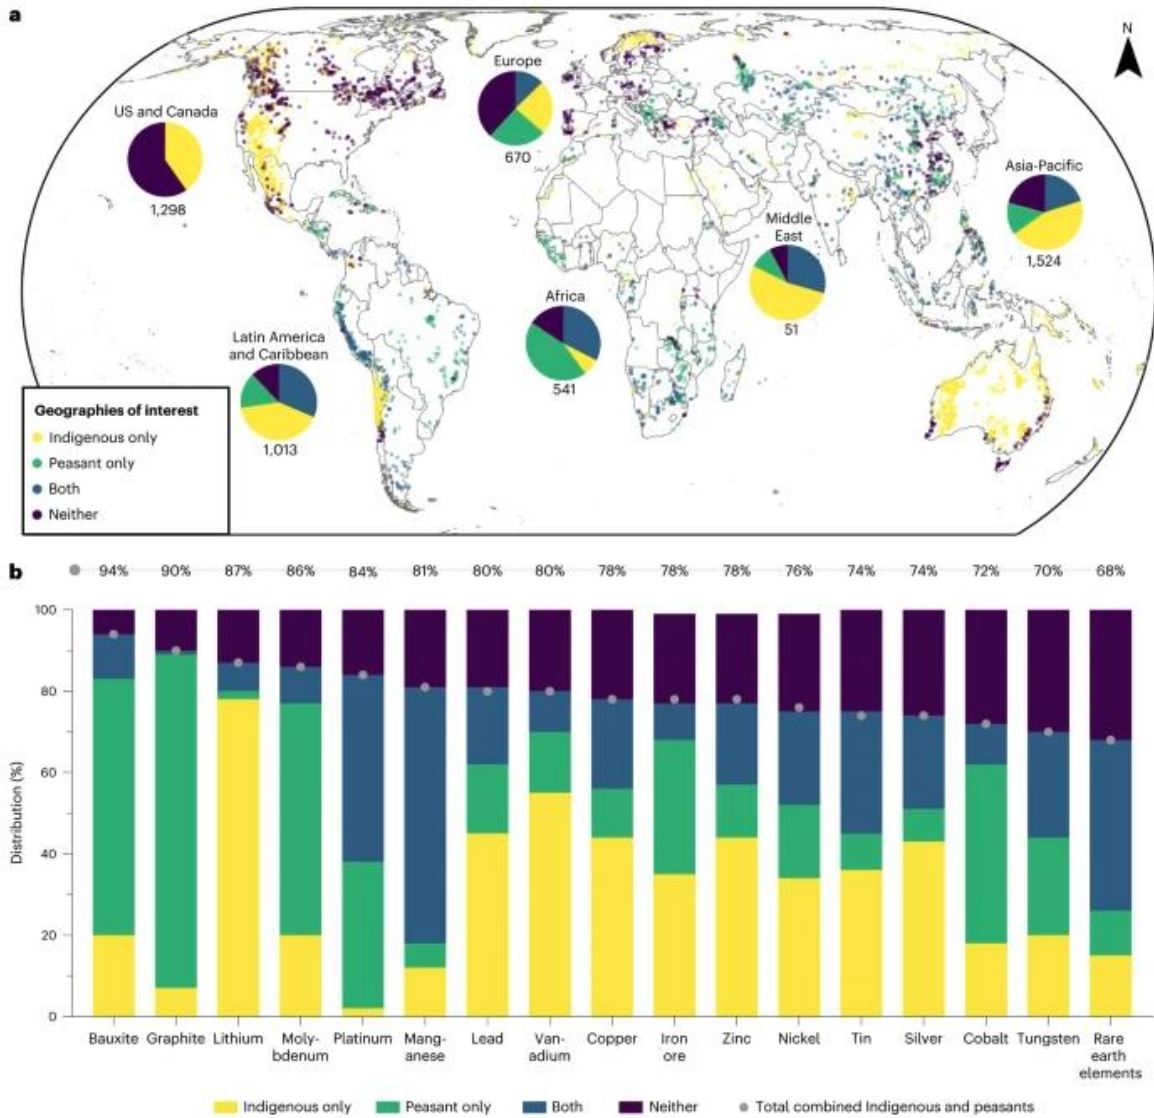 a
N
US and Canada
1,298
Europe
670
Asia-Pacific
1,524
Middle
East
51
Africa
541
Latin America
and Caribbean
1,013
Geographies of interest
Indigenous only
Peasant only
Both
Neither
b
94% 90% 87% 86% 84% 81% 80% 80% 78% 78% 78% 76% 74% 74% 72% 70% 68%
Distribution (%)
100
80
60
40
20
0
Bauxite Graphite Lithium Moly- Platinum Mang- Lead Van- Copper Iron Zinc Nickel Tin Silver Cobalt Tungsten Rare
bdenum anese adium ore earth
elements
Indigenous only Peasant only Both Neither Total combined Indigenous and peasants